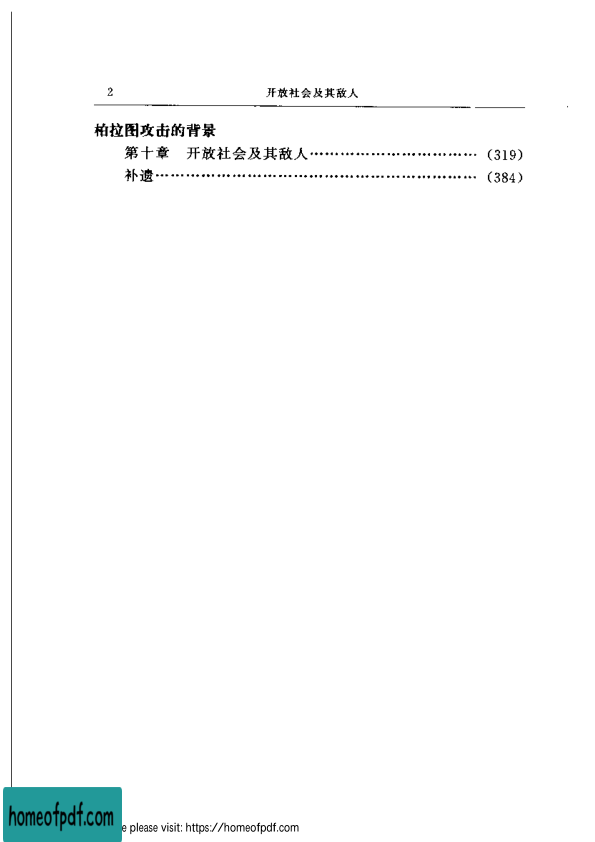 2 开放社会及其敌人
柏拉图攻击的背景
第十章 开放社会及其敌人…………………………(319)
补遗…………………………………………………(384)
homeofpdf.com
e please visit: https://homeofpdf.com